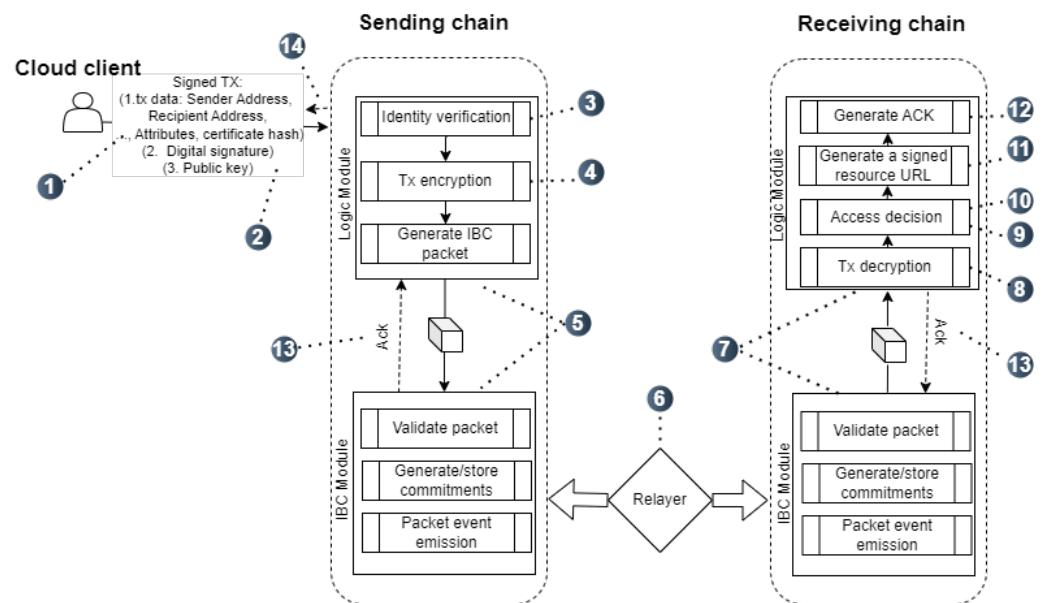 Sending chain
Receiving chain
14
Cloud client
Signed TX:
(1.tx data: Sender Address,
Recipient Address,
..., Attributes, certificate hash)
(2. Digital signature)
(3. Public key)
1
2
Logic Module
Identity verification
3
Tx encryption
4
Generate IBC
packet
13
Ack
5
IBC Module
Validate packet
Generate/store
commitments
Packet event
emission
6
Relayer
Logic Module
Generate ACK
12
Generate a signed
resource URL
11
Access decision
10
9
Tx decryption
8
7
Ack
13
IBC Module
Validate packet
Generate/store
commitments
Packet event
emission